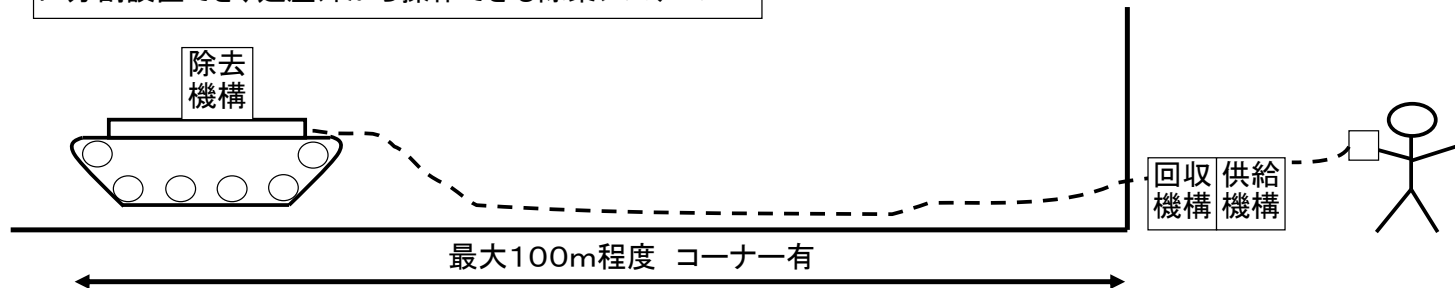 除去
機構
回収
機構
供給
機構
最大100m程度 コーナー有